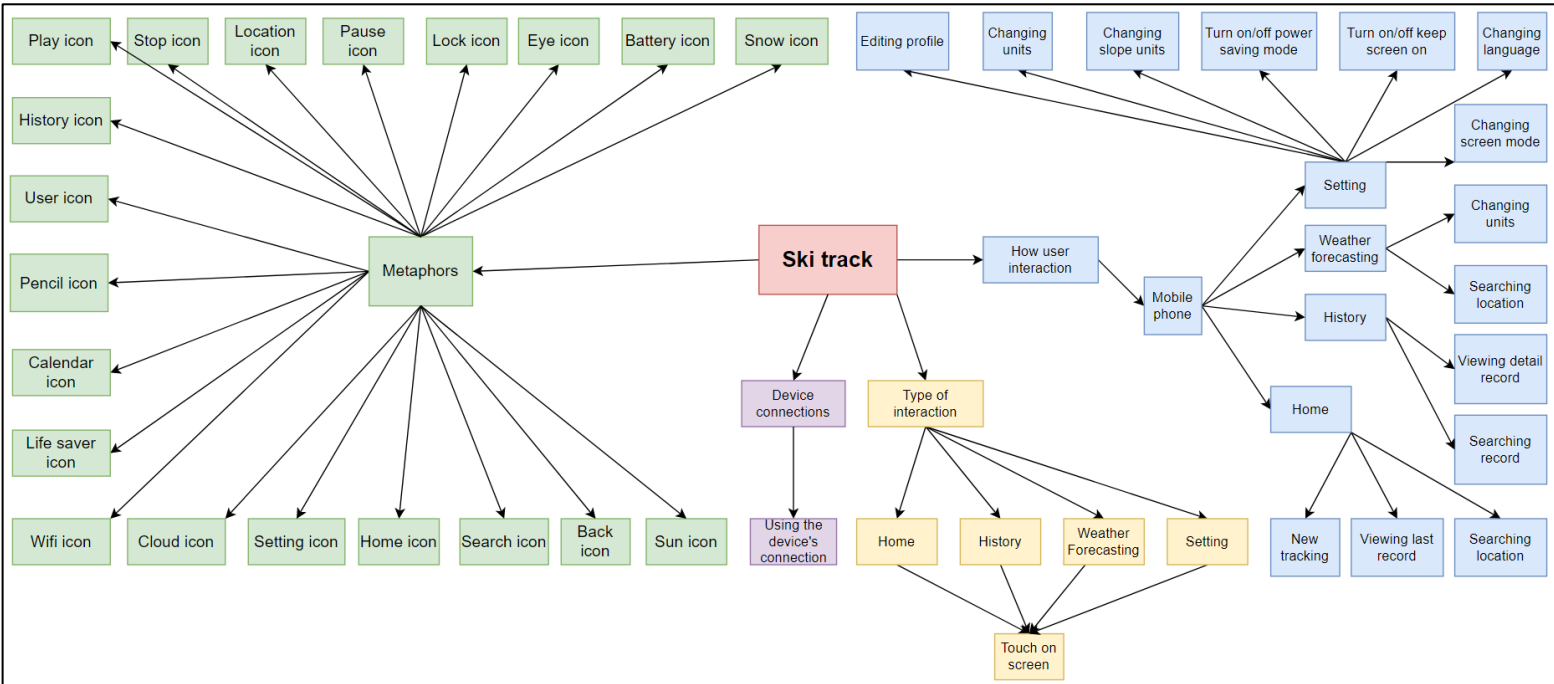 Play icon
Stop icon
Location
icon
Pause
icon
Lock icon
Eye icon
Battery icon
Snow icon
Editing profile
Changing
units
Changing
slope units
Turn on/off power
saving mode
Turn on/off keep
screen on
Changing
language
History icon
Changing
screen mode
User icon
Setting
Changing
units
Metaphors
Ski track
How user
interaction
Weather
forecasting
Pencil icon
Mobile
phone
Searching
location
History
Calendar
icon
Viewing detail
record
Device
connections
Type of
interaction
Home
Life saver
icon
Searching
record
Wifi icon
Cloud icon
Setting icon
Home icon
Search icon
Back
icon
Sun icon
Using the
device's
connection
Home
History
Weather
Forecasting
Setting
New
tracking
Viewing last
record
Searching
location
Touch on
screen